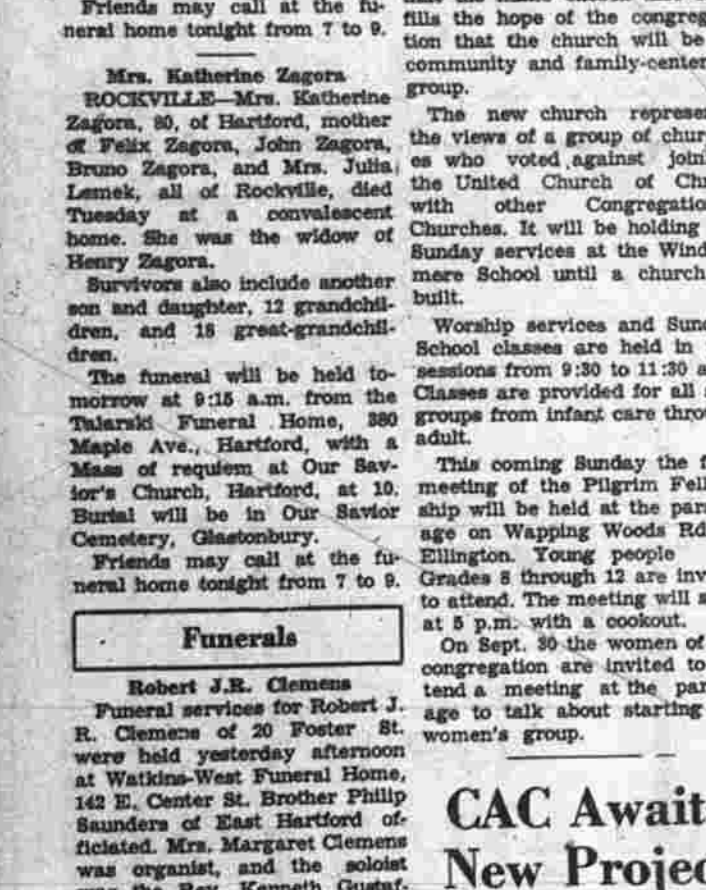 Friends may call at the fu-
neral home tonight from 7 to 9.
Mrs. Katherine Zagora
ROCKVILLE—Mrs. Katherine
Zagora, 80, of Hartford, mother
of Felix Zagora, John Zagora,
Bruno Zagora, and Mrs. Julia
Lemek, all of Rockville, died
Tuesday at a convalescent
home. She was the widow of
Henry Zagora.
Survivors also include another
son and daughter, 12 grandchil-
dren, and 18 great-grandchil-
dren.
The funeral will be held to-
morrow at 9:15 a.m. from the
Talarski Funeral Home, 380
Maple Ave., Hartford, with a
Mass of requiem at Our Sav-
ior's Church, Hartford, at 10.
Burial will be in Our Savior
Cemetery, Glastonbury.
Friends may call at the fu-
neral home tonight from 7 to 9.
Funerals
Robert J.R. Clemens
Funeral services for Robert J.
R. Clemens of 20 Foster St.
were held yesterday afternoon
at Watkins-West Funeral Home,
142 E. Center St. Brother Philip
Saunders of East Hartford of-
ficiated. Mrs. Margaret Clemens
was organist, and the soloist
was the Rev. Kenneth Gustaf-
fills the hope of the congreg
tion that the church will be
community and family-center
group.
The new church represe
the views of a group of chur
es who voted against join
the United Church of Ch
with other Congregatio
Churches. It will be holding
Sunday services at the Wind
mere School until a church
built.
Worship services and Sun
School classes are held in
sessions from 9:30 to 11:30 a
Classes are provided for all
groups from infant care thro
adult.
This coming Sunday the f
meeting of the Pilgrim Fell
ship will be held at the par
age on Wapping Woods Rd
Ellington. Young people
Grades 8 through 12 are inv
to attend. The meeting will s
at 5 p.m. with a cookout.
On Sept. 30 the women of
congregation are invited to
tend a meeting at the par
age to talk about starting
women's group.
CAC Await
New Projec